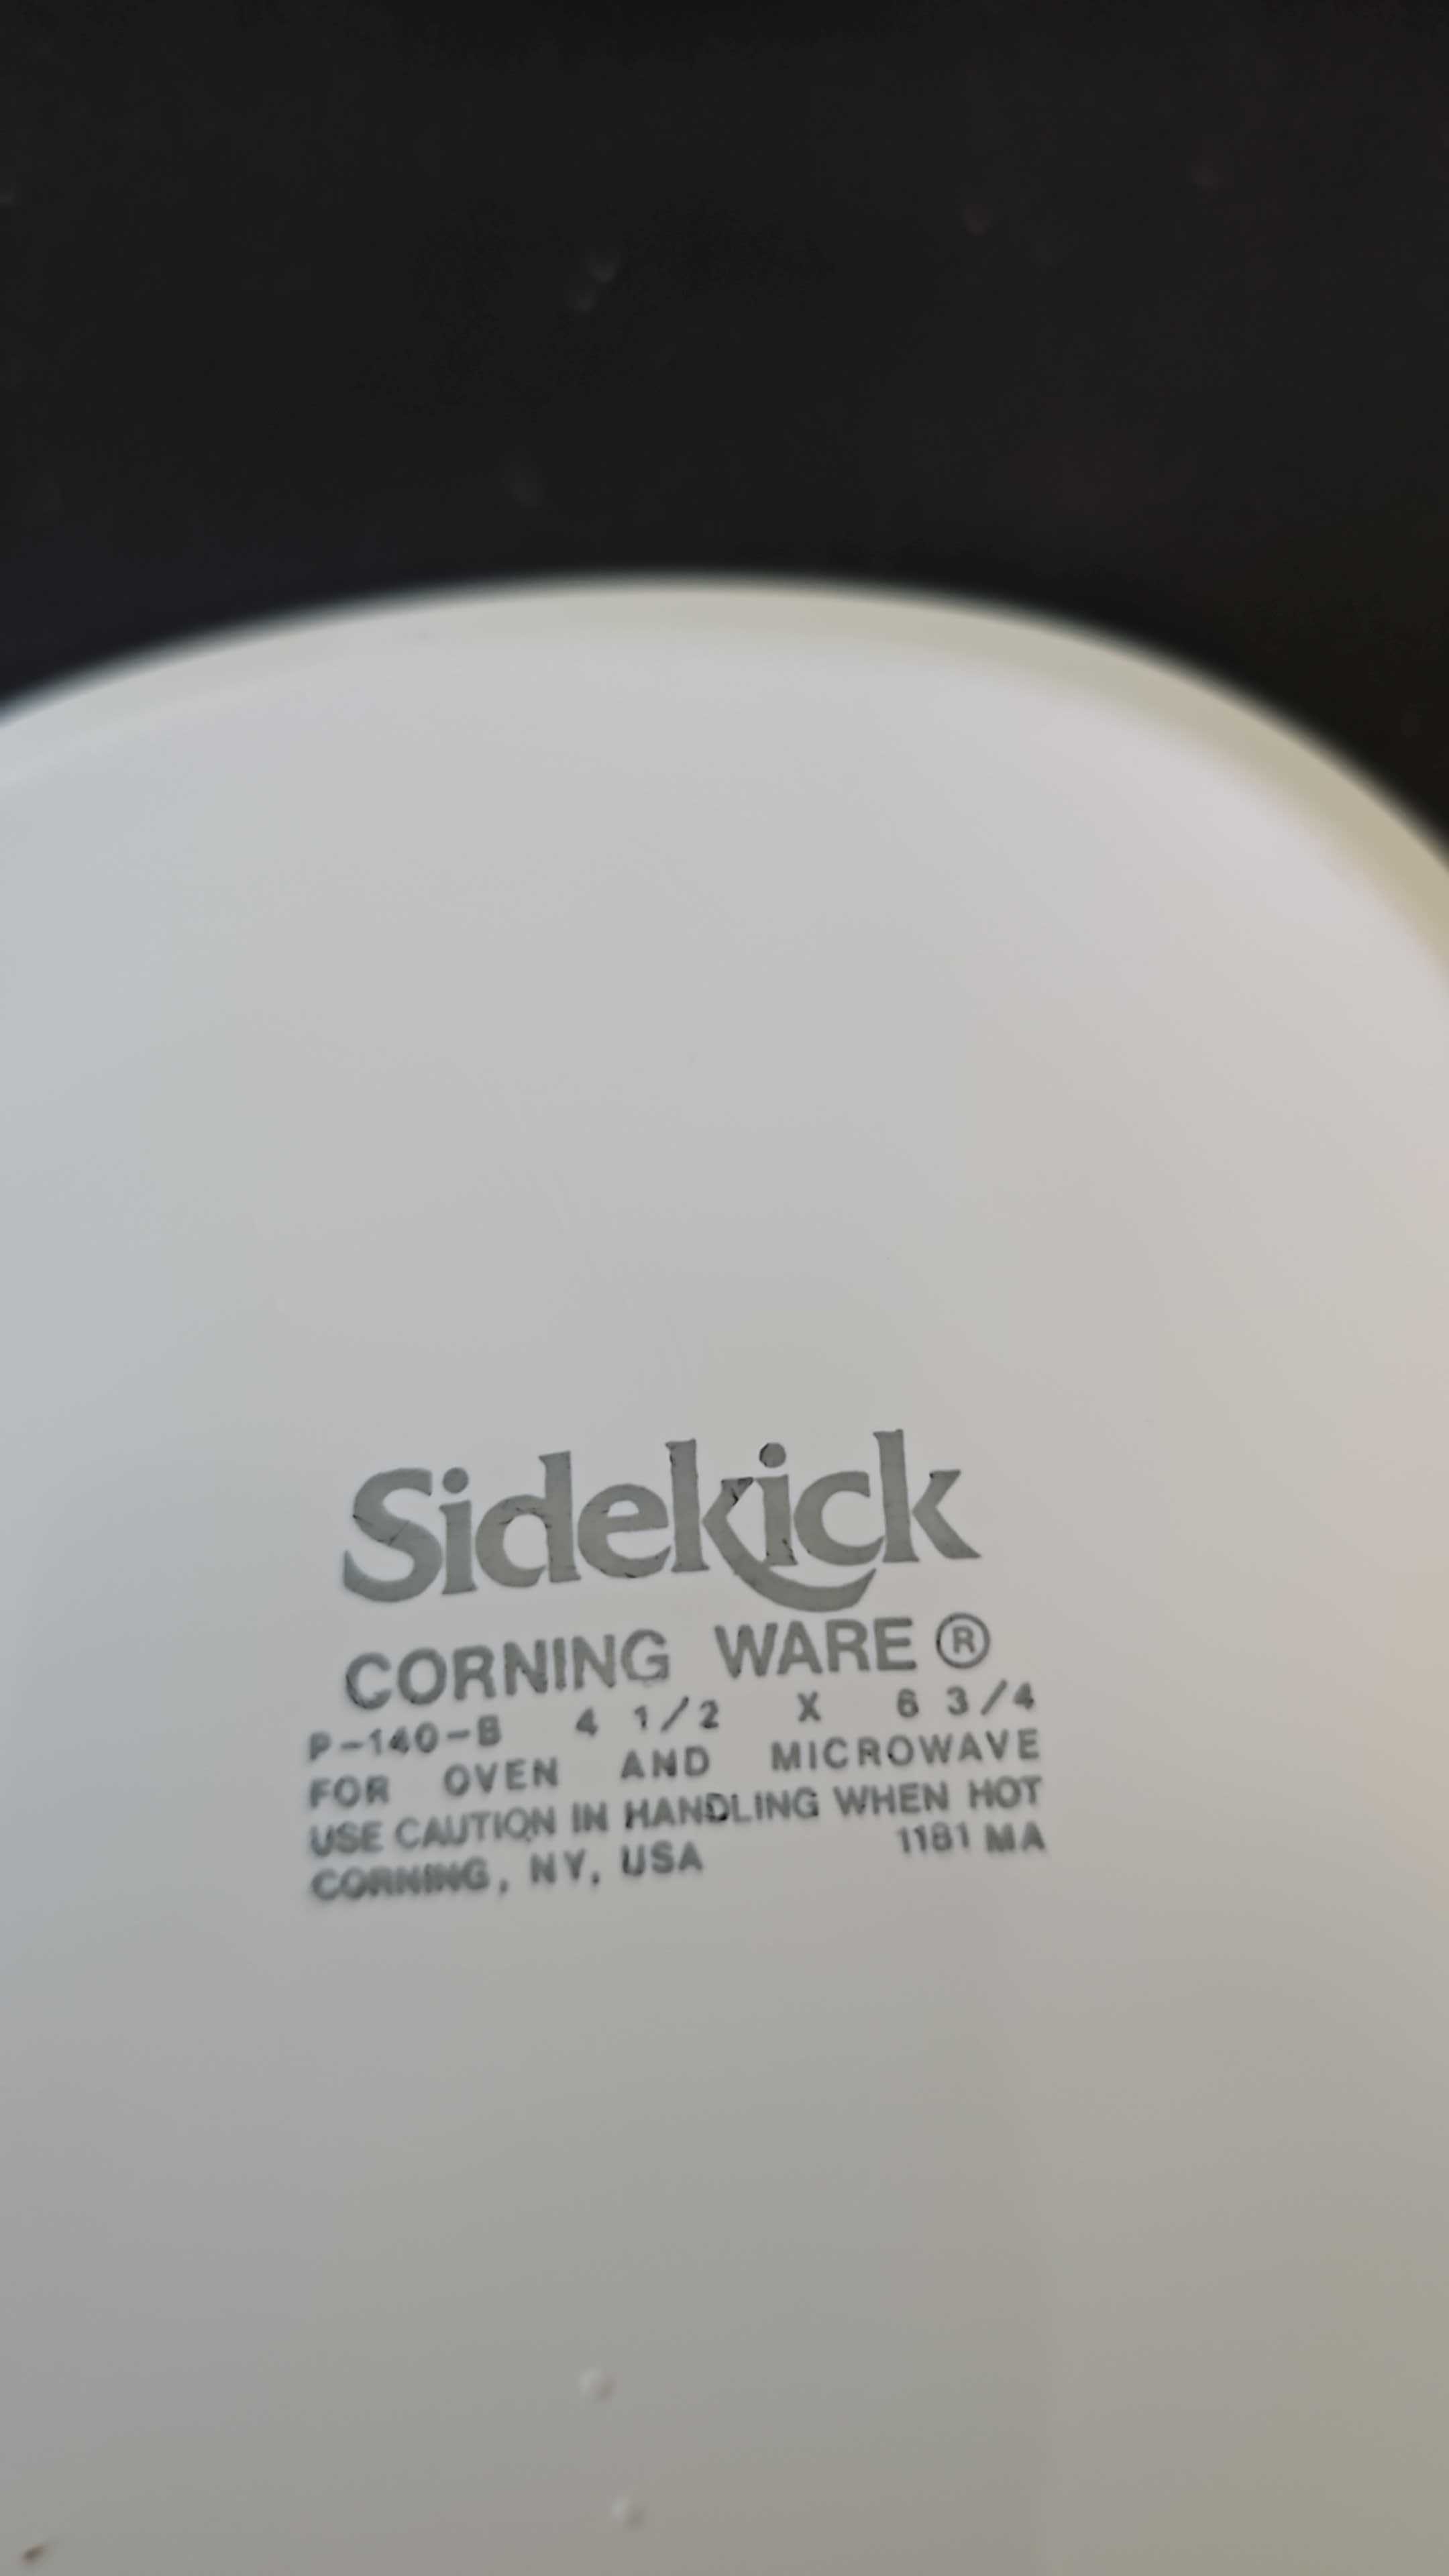 Sidekick
CORNING WARE ®
P-140-B 4 1/2 X 6 3/4
FOR OVEN AND MICROWAVE
USE CAUTION IN HANDLING WHEN HOT
CORNING, NY, USA 1181 MA